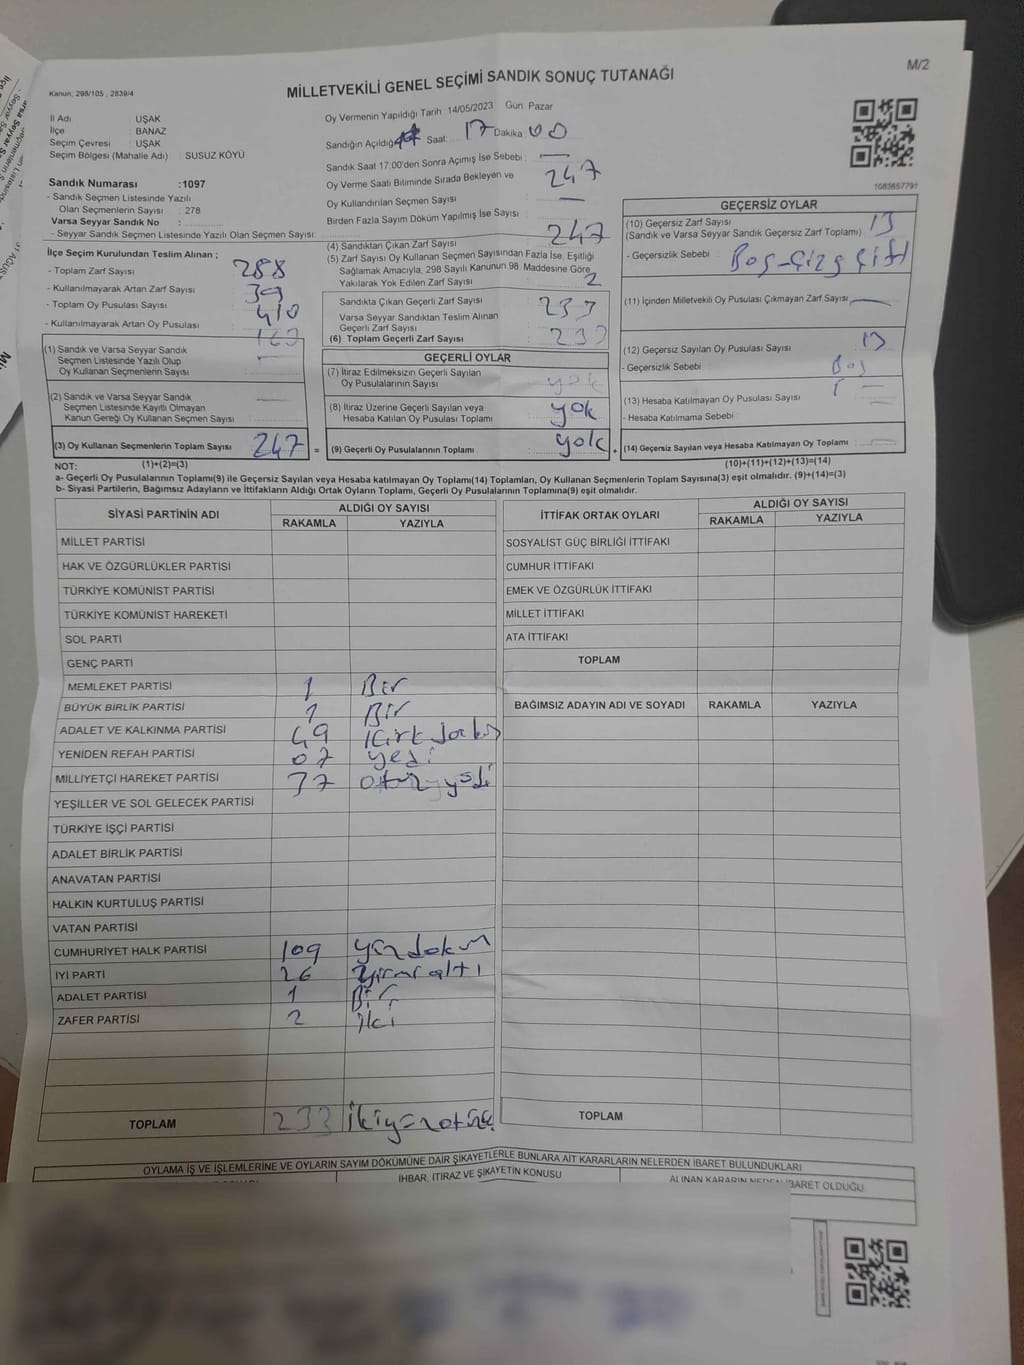 M/2
MİLLETVEKİLİ GENEL SEÇİMİ SANDIK SONUÇ TUTANAĞI
Kanun; 298/105 , 2839/4
İl Adı : UŞAK
İlçe : BANAZ
Seçim Çevresi : UŞAK
Seçim Bölgesi (Mahalle Adı) : SUSUZ KÖYÜ
Sandık Numarası :1097
- Sandık Seçmen Listesinde Yazılı
Olan Seçmenlerin Sayısı : 278
Varsa Seyyar Sandık No :
- Seyyar Sandık Seçmen Listesinde Yazılı Olan Seçmen Sayısı:
İlçe Seçim Kurulundan Teslim Alınan ;
- Toplam Zarf Sayısı : 288
- Kullanılmayarak Artan Zarf Sayısı : 39
- Toplam Oy Pusulası Sayısı : 410
- Kullanılmayarak Artan Oy Pusulası : 163
(1) Sandık ve Varsa Seyyar Sandık
Seçmen Listesinde Yazılı Olup
Oy Kullanan Seçmenlerin Sayısı :
(2) Sandık ve Varsa Seyyar Sandık
Seçmen Listesinde Kayıtlı Olmayan
Kanun Gereği Oy Kullanan Seçmen Sayısı :
(3) Oy Kullanan Seçmenlerin Toplam Sayısı 247 =
Oy Vermenin Yapıldığı Tarih 14/05/2023 Gün: Pazar
Sandığın Açıldığı Saat: 17 Dakika 00
Sandık Saat 17:00'den Sonra Açımış İse Sebebi : —
Oy Verme Saati Bitiminde Sırada Bekleyen ve
Oy Kullandırılan Seçmen Sayısı : 247
Birden Fazla Sayım Döküm Yapılmış İse Sayısı : —
(4) Sandıktan Çıkan Zarf Sayısı : 247
(5) Zarf Sayısı Oy Kullanan Seçmen Sayısından Fazla İse, Eşitliği
Sağlamak Amacıyla, 298 Sayılı Kanunun 98. Maddesine Göre
Yakılarak Yok Edilen Zarf Sayısı : 2
Sandıkta Çıkan Geçerli Zarf Sayısı : 233
Varsa Seyyar Sandıktan Teslim Alınan
Geçerli Zarf Sayısı :
(6) Toplam Geçerli Zarf Sayısı : 233
GEÇERLİ OYLAR
(7) İtiraz Edilmeksizin Geçerli Sayılan
Oy Pusulalarının Sayısı : yok
(8) İtiraz Üzerine Geçerli Sayılan veya
Hesaba Katılan Oy Pusulası Toplamı : yok
(9) Geçerli Oy Pusulalarının Toplamı : yok
1083657791
GEÇERSİZ OYLAR
(10) Geçersiz Zarf Sayısı : 13
(Sandık ve Varsa Seyyar Sandık Geçersiz Zarf Toplamı)
- Geçersizlik Sebebi : Boş-Çizg Çift
(11) İçinden Milletvekili Oy Pusulası Çıkmayan Zarf Sayısı : —
(12) Geçersiz Sayılan Oy Pusulası Sayısı : 13
- Geçersizlik Sebebi : Boş
(13) Hesaba Katılmayan Oy Pusulası Sayısı : —
- Hesaba Katılmama Sebebi :
(14) Geçersiz Sayılan veya Hesaba Katılmayan Oy Toplamı :
NOT: (1)+(2)=(3)
(10)+(11)+(12)+(13)=(14)
a- Geçerli Oy Pusulalarının Toplamı(9) ile Geçersiz Sayılan veya Hesaba katılmayan Oy Toplamı(14) Toplamları, Oy Kullanan Seçmenlerin Toplam Sayısına(3) eşit olmalıdır. (9)+(14)=(3)
b- Siyasi Partilerin, Bağımsız Adayların ve İttifakların Aldığı Ortak Oyların Toplamı, Geçerli Oy Pusulalarının Toplamına(9) eşit olmalıdır.
SİYASİ PARTİNİN ADI
ALDIĞI OY SAYISI
RAKAMLA YAZIYLA
MİLLET PARTİSİ
HAK VE ÖZGÜRLÜKLER PARTİSİ
TÜRKİYE KOMÜNİST PARTİSİ
TÜRKİYE KOMÜNİST HAREKETİ
SOL PARTİ
GENÇ PARTİ
MEMLEKET PARTİSİ 1 Bir
BÜYÜK BİRLİK PARTİSİ 1 Bir
ADALET VE KALKINMA PARTİSİ 49 Kırk dokuz
YENİDEN REFAH PARTİSİ 07 yedi
MİLLİYETÇİ HAREKET PARTİSİ 37 otuz yedi
YEŞİLLER VE SOL GELECEK PARTİSİ
TÜRKİYE İŞÇİ PARTİSİ
ADALET BİRLİK PARTİSİ
ANAVATAN PARTİSİ
HALKIN KURTULUŞ PARTİSİ
VATAN PARTİSİ
CUMHURİYET HALK PARTİSİ 109 yüzdokuz
İYİ PARTİ 26 yirmi altı
ADALET PARTİSİ 1 Bir
ZAFER PARTİSİ 2 iki
TOPLAM 233 ikiyüzotüç
İTTİFAK ORTAK OYLARI
ALDIĞI OY SAYISI
RAKAMLA YAZIYLA
SOSYALİST GÜÇ BİRLİĞİ İTTİFAKI
CUMHUR İTTİFAKI
EMEK VE ÖZGÜRLÜK İTTİFAKI
MİLLET İTTİFAKI
ATA İTTİFAKI
TOPLAM
BAĞIMSIZ ADAYIN ADI VE SOYADI RAKAMLA YAZIYLA
TOPLAM
OYLAMA İŞ VE İŞLEMLERİNE VE OYLARIN SAYIM DÖKÜMÜNE DAİR ŞİKAYETLERLE BUNLARA AİT KARARLARIN NELERDEN İBARET BULUNDUKLARI
İHBAR, İTİRAZ VE ŞİKAYETİN KONUSU
ALINAN KARARIN NEDEN İBARET OLDUĞU